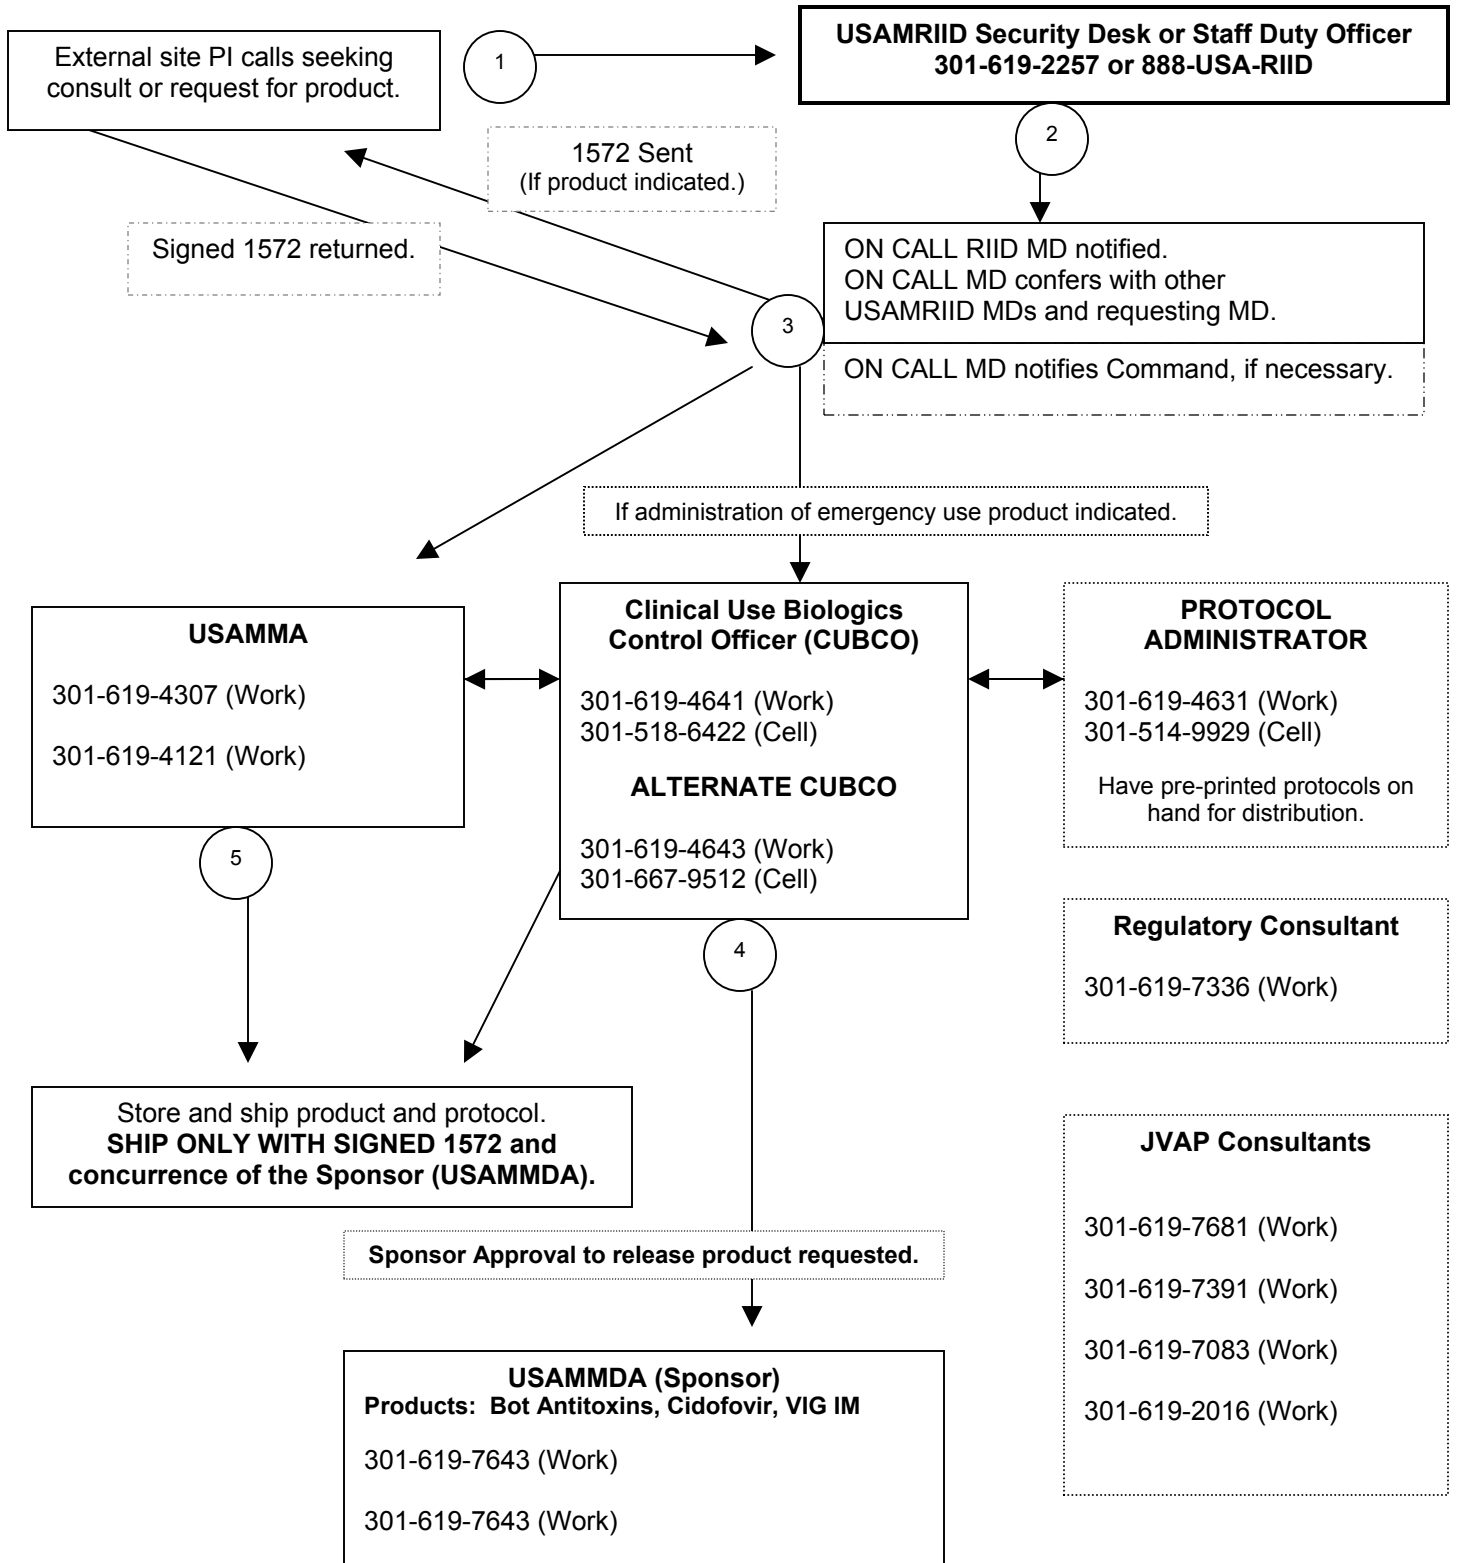 External site PI calls seeking
consult or request for product.
1
USAMRIID Security Desk or Staff Duty Officer
301-619-2257 or 888-USA-RIID
2
1572 Sent
(If product indicated.)
Signed 1572 returned.
ON CALL RIID MD notified.
ON CALL MD confers with other
USAMRIID MDs and requesting MD.
3
ON CALL MD notifies Command, if necessary.
If administration of emergency use product indicated.
USAMMA
301-619-4307 (Work)
301-619-4121 (Work)
Clinical Use Biologics
Control Officer (CUBCO)
301-619-4641 (Work)
301-518-6422 (Cell)
ALTERNATE CUBCO
301-619-4643 (Work)
301-667-9512 (Cell)
PROTOCOL
ADMINISTRATOR
301-619-4631 (Work)
301-514-9929 (Cell)
Have pre-printed protocols on
hand for distribution.
5
4
Regulatory Consultant
301-619-7336 (Work)
Store and ship product and protocol.
SHIP ONLY WITH SIGNED 1572 and
concurrence of the Sponsor (USAMMDA).
JVAP Consultants
301-619-7681 (Work)
301-619-7391 (Work)
301-619-7083 (Work)
301-619-2016 (Work)
Sponsor Approval to release product requested.
USAMMDA (Sponsor)
Products: Bot Antitoxins, Cidofovir, VIG IM
301-619-7643 (Work)
301-619-7643 (Work)